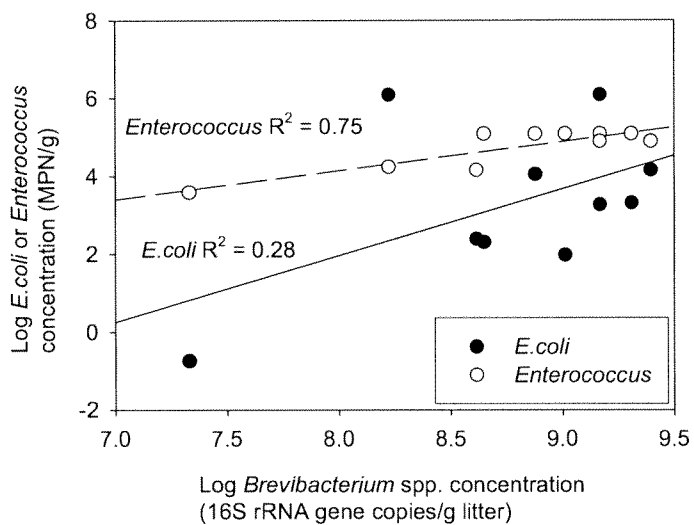 Log E.coli or Enterococcus
concentration (MPN/g)
8
6
4
2
0
-2
Enterococcus R² = 0.75
E.coli R² = 0.28
E.coli
Enterococcus
7.0 7.5 8.0 8.5 9.0 9.5
Log Brevibacterium spp. concentration
(16S rRNA gene copies/g litter)